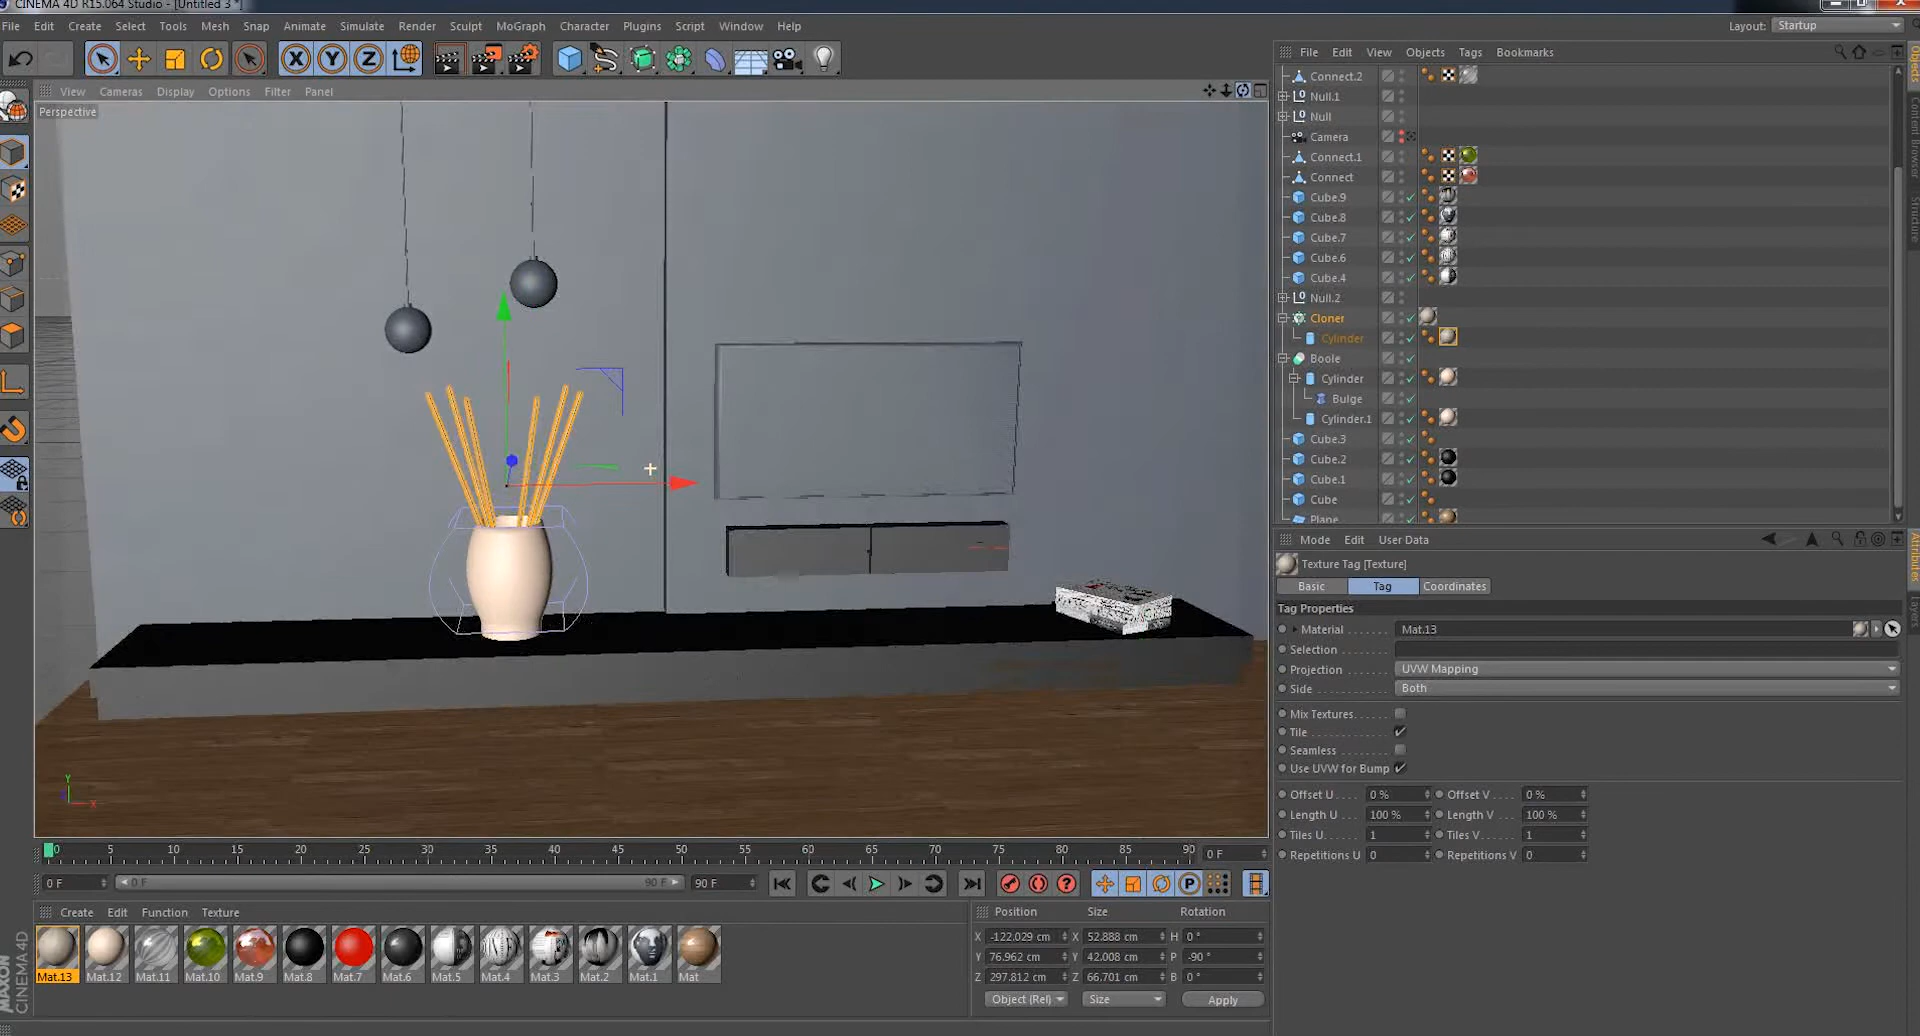 CINEMA 4D R15.064 Studio - [Untitled 3 *]
File Edit Create Select Tools Mesh Snap Animate Simulate Render Sculpt MoGraph Character Plugins Script Window Help
Layout: Startup
X Y Z
File Edit View Objects Tags Bookmarks
View Cameras Display Options Filter Panel
Perspective
Connect.2
Null.1
Null
Camera
Connect.1
Connect
Cube.9
Cube.8
Cube.7
Cube.6
Cube.4
Null.2
Cloner
Cylinder
Boole
Cylinder
Bulge
Cylinder.1
Cube.3
Cube.2
Cube.1
Cube
Plane
Objects
Content Browser
Structure
Attributes
Layers
Mode Edit User Data
Texture Tag [Texture]
Basic Tag Coordinates
Tag Properties
Material . . . . . . . Mat.13
Selection . . . . . . .
Projection . . . . . . UVW Mapping
Side . . . . . . . . . . Both
Mix Textures. . . . .
Tile . . . . . . . . . . .
Seamless . . . . . .
Use UVW for Bump
Offset U . . . . 0 % Offset V . . . . 0 %
Length U . . . 100 % Length V . . . 100 %
Tiles U. . . . . 1 Tiles V. . . . . 1
Repetitions U 0 Repetitions V 0
Y
X
0 5 10 15 20 25 30 35 40 45 50 55 60 65 70 75 80 85 90 0 F
0 F 0 F 90 F 90 F
P
Create Edit Function Texture
Mat.13 Mat.12 Mat.11 Mat.10 Mat.9 Mat.8 Mat.7 Mat.6 Mat.5 Mat.4 Mat.3 Mat.2 Mat.1 Mat
Position Size Rotation
X -122.029 cm X 52.888 cm H 0 °
Y 76.962 cm Y 42.008 cm P -90 °
Z 297.812 cm Z 66.701 cm B 0 °
Object (Rel) Size Apply
MAXON
CINEMA 4D